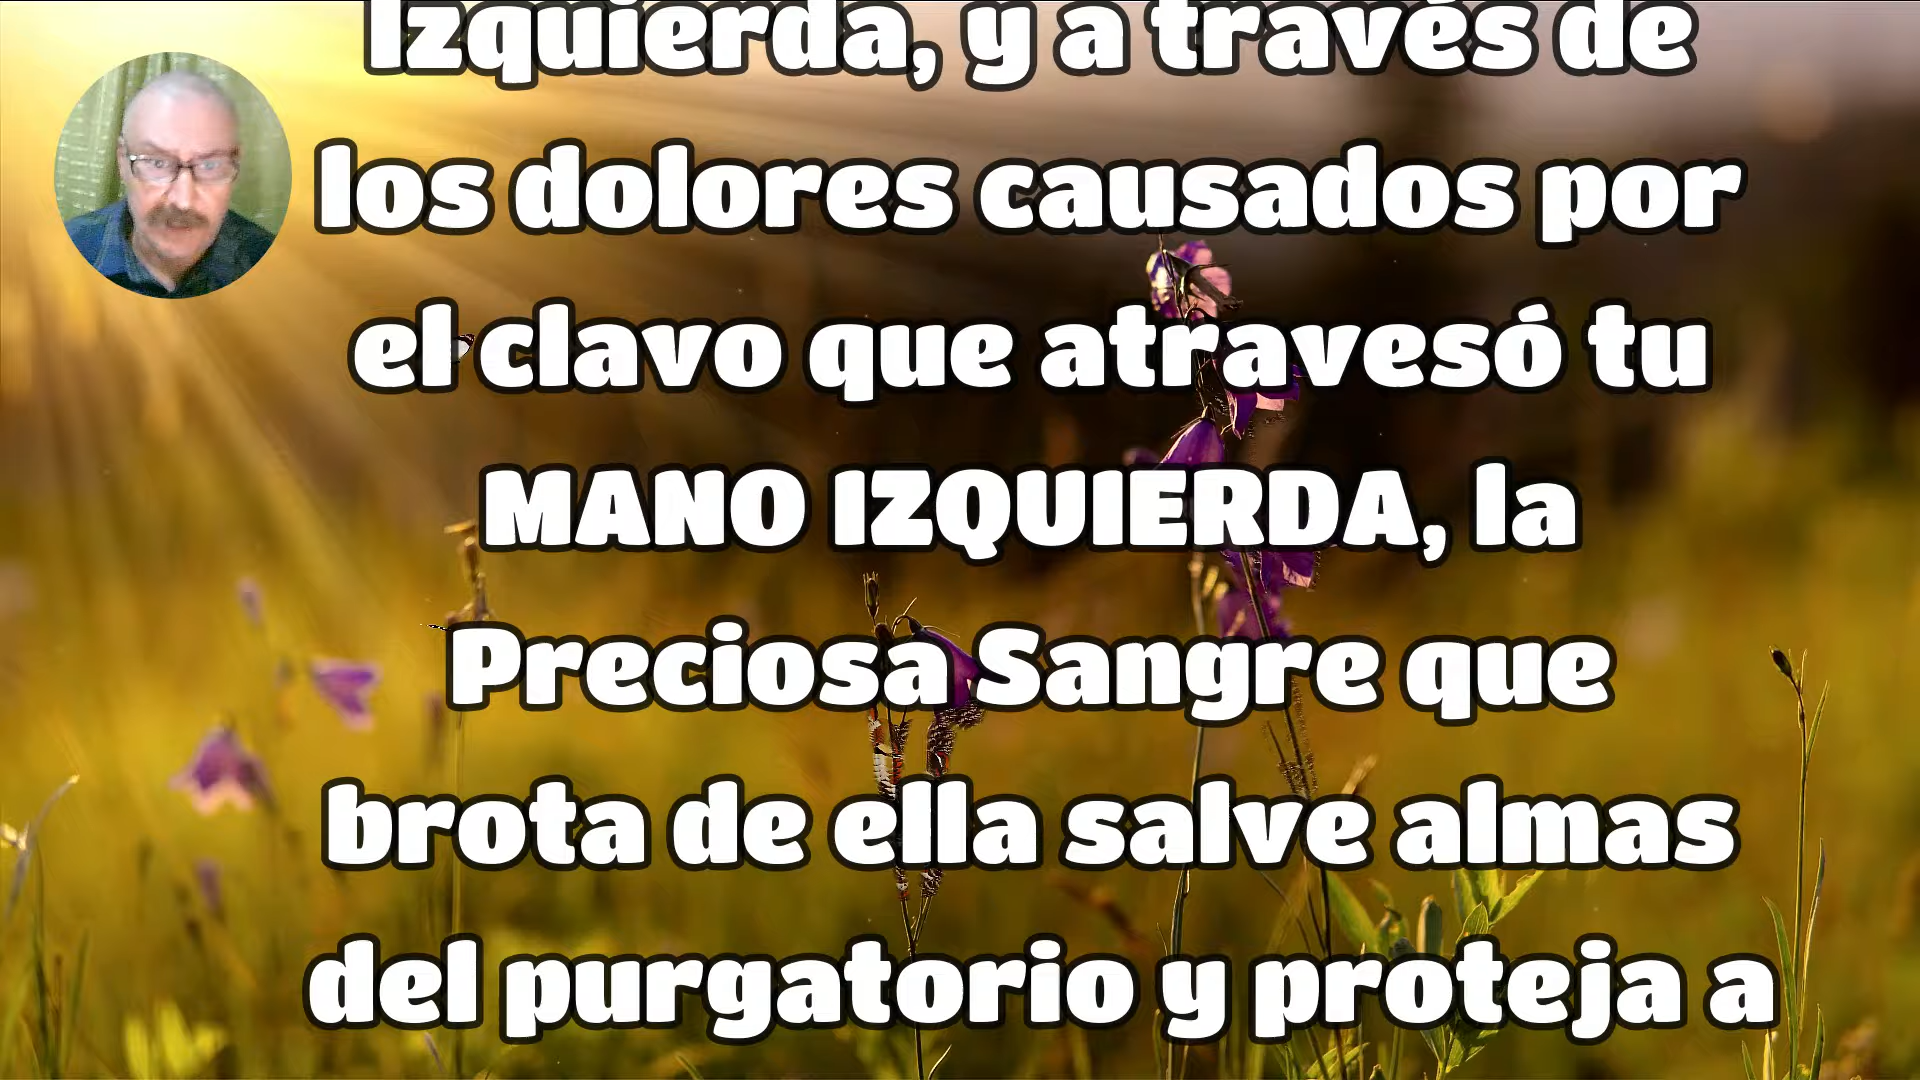 Izquierda, y a través de
los dolores causados por
el clavo que atravesó tu
MANO IZQUIERDA, la
Preciosa Sangre que
brota de ella salve almas
del purgatorio y proteja a